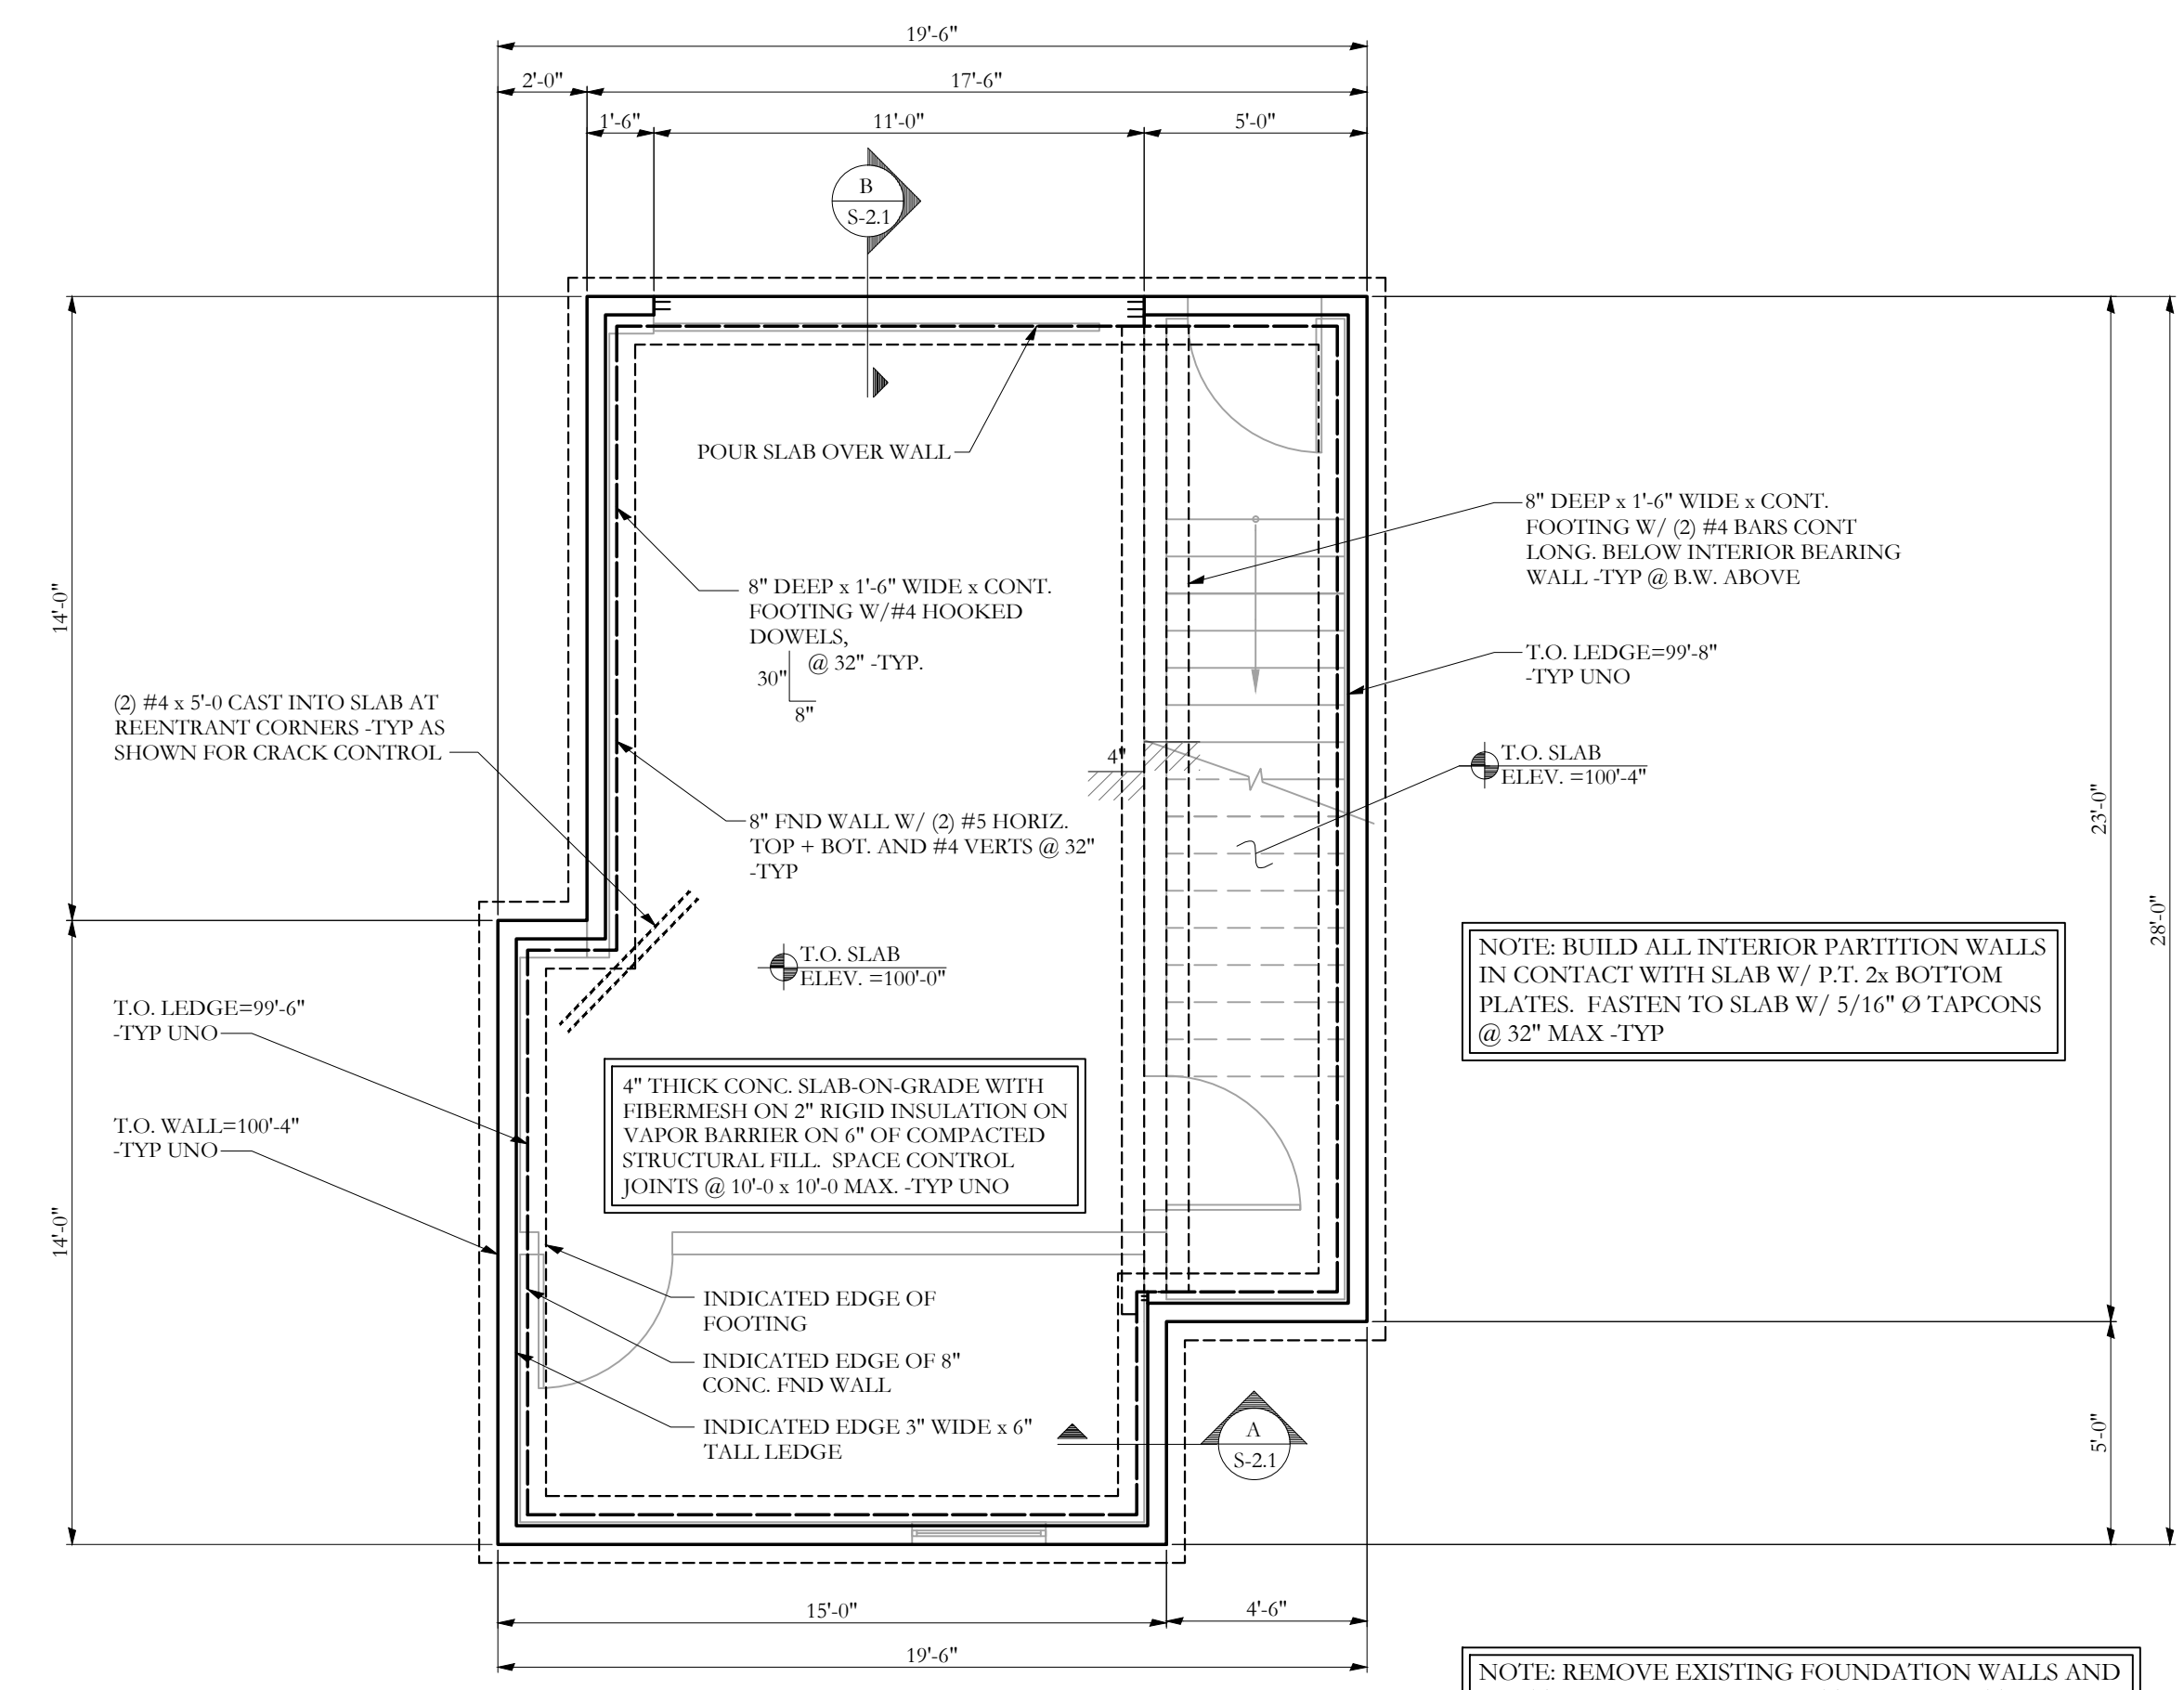 19'-6"
2'-0"
17'-6"
1'-6"
11'-0"
5'-0"
B
S-2.1
POUR SLAB OVER WALL
8" DEEP x 1'-6" WIDE x CONT.
FOOTING W/ (2) #4 BARS CONT
LONG. BELOW INTERIOR BEARING
WALL -TYP @ B.W. ABOVE
14'-0"
8" DEEP x 1'-6" WIDE x CONT.
FOOTING W/#4 HOOKED
DOWELS,
@ 32" -TYP.
30"
8"
T.O. LEDGE=99'-8"
-TYP UNO
(2) #4 x 5'-0 CAST INTO SLAB AT
REENTRANT CORNERS -TYP AS
SHOWN FOR CRACK CONTROL
4"
T.O. SLAB
ELEV. =100'-4"
23'-0"
8" FND WALL W/ (2) #5 HORIZ.
TOP + BOT. AND #4 VERTS @ 32"
-TYP
28'-0"
T.O. SLAB
ELEV. =100'-0"
NOTE: BUILD ALL INTERIOR PARTITION WALLS
IN CONTACT WITH SLAB W/ P.T. 2x BOTTOM
PLATES. FASTEN TO SLAB W/ 5/16" Ø TAPCONS
@ 32" MAX -TYP
T.O. LEDGE=99'-6"
-TYP UNO
4" THICK CONC. SLAB-ON-GRADE WITH
FIBERMESH ON 2" RIGID INSULATION ON
VAPOR BARRIER ON 6" OF COMPACTED
STRUCTURAL FILL. SPACE CONTROL
JOINTS @ 10'-0 x 10'-0 MAX. -TYP UNO
T.O. WALL=100'-4"
-TYP UNO
14'-0"
INDICATED EDGE OF
FOOTING
INDICATED EDGE OF 8"
CONC. FND WALL
INDICATED EDGE 3" WIDE x 6"
TALL LEDGE
A
S-2.1
5'-0"
15'-0"
4'-6"
19'-6"
NOTE: REMOVE EXISTING FOUNDATION WALLS AND